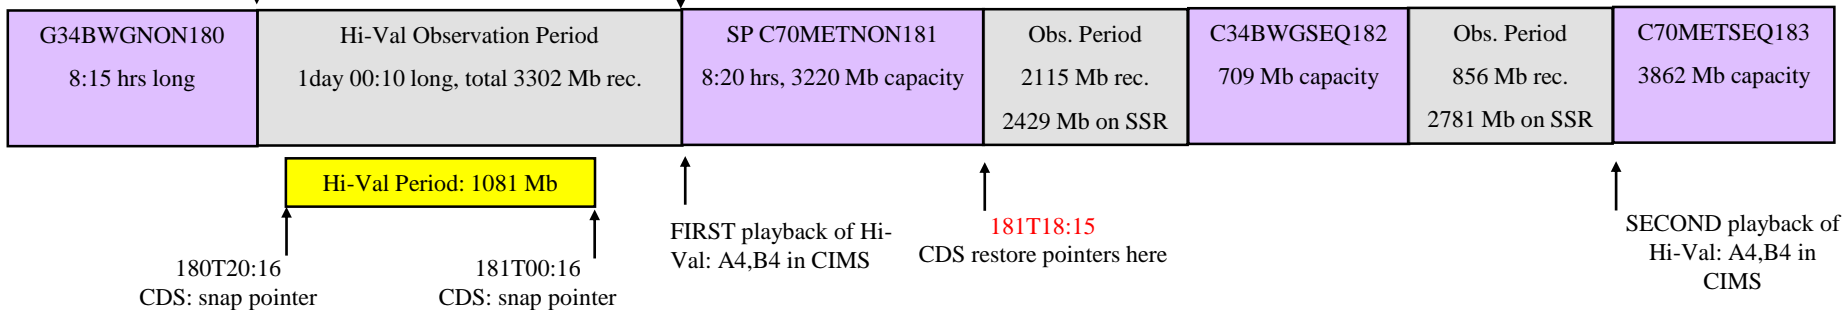 G34BWGNON180
8:15 hrs long
Hi-Val Observation Period
1day 00:10 long, total 3302 Mb rec.
SP C70METNON181
8:20 hrs, 3220 Mb capacity
Obs. Period
2115 Mb rec.
2429 Mb on SSR
C34BWGSEQ182
709 Mb capacity
Obs. Period
856 Mb rec.
2781 Mb on SSR
C70METSEQ183
3862 Mb capacity
Hi-Val Period: 1081 Mb
180T20:16
CDS: snap pointer
181T00:16
CDS: snap pointer
FIRST playback of Hi-
Val: A4,B4 in CIMS
181T18:15
CDS restore pointers here
SECOND playback of
Hi-Val: A4,B4 in
CIMS